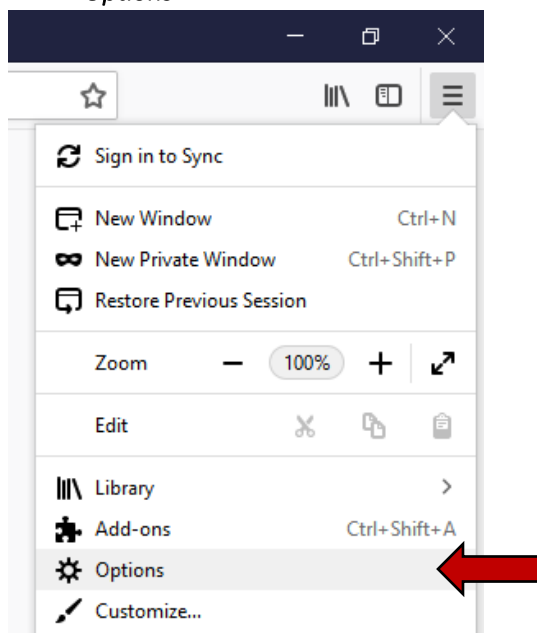 Options
Sign in to Sync
New Window Ctrl+N
New Private Window Ctrl+Shift+P
Restore Previous Session
Zoom 100%
Edit
Library
Add-ons Ctrl+Shift+A
Options
Customize...